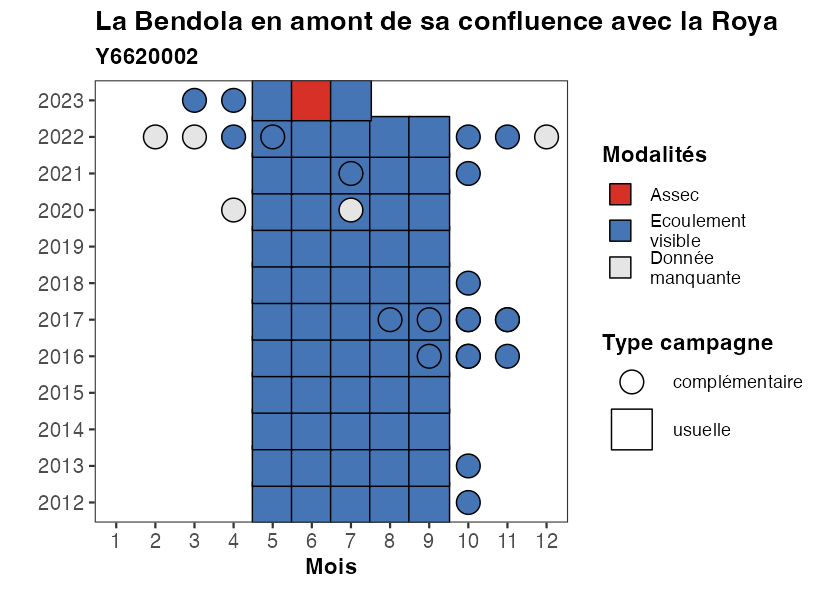 La Bendola en amont de sa confluence avec la Roya
Y6620002
2023
2022
2021
2020
2019
2018
2017
2016
2015
2014
2013
2012
1 2 3 4 5 6 7 8 9 10 11 12
Mois
Modalités
Assec
Ecoulement
visible
Donnée
manquante
Type campagne
complémentaire
usuelle